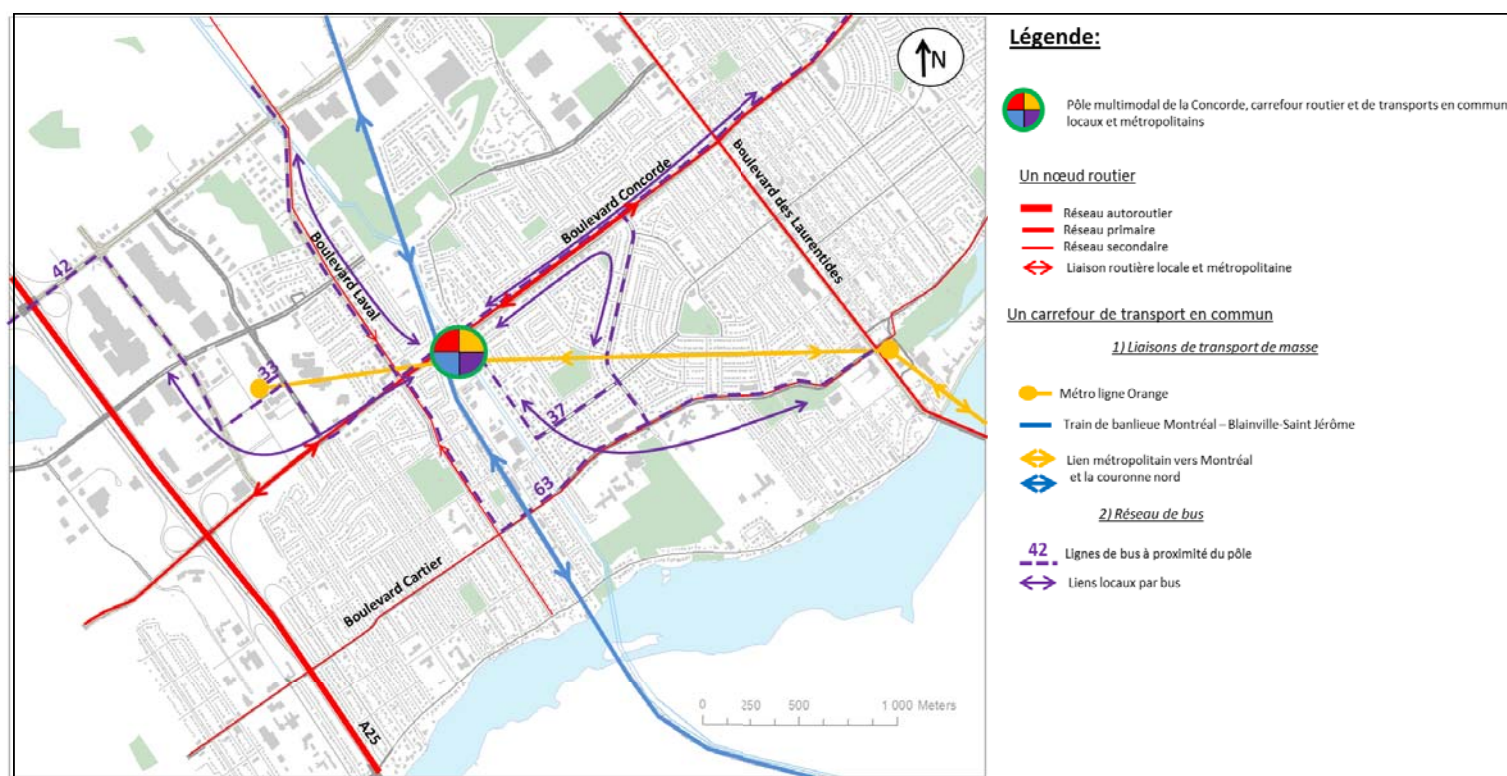 N
Boulevard Concorde
Boulevard des Laurentides
Boulevard Laval
42
33
37
63
Boulevard Cartier
A25
0 250 500 1 000 Meters
Légende:
Pôle multimodal de la Concorde, carrefour routier et de transports en commun
locaux et métropolitains
Un nœud routier
Réseau autoroutier
Réseau primaire
Réseau secondaire
Liaison routière locale et métropolitaine
Un carrefour de transport en commun
1) Liaisons de transport de masse
Métro ligne Orange
Train de banlieue Montréal – Blainville-Saint Jérôme
Lien métropolitain vers Montréal
et la couronne nord
2) Réseau de bus
42 Lignes de bus à proximité du pôle
Liens locaux par bus